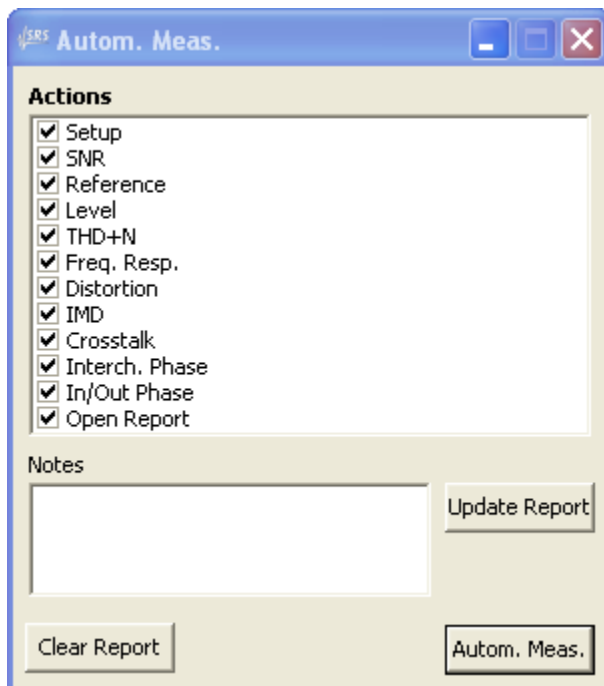 SRS Autom. Meas.
Actions
Setup
SNR
Reference
Level
THD+N
Freq. Resp.
Distortion
IMD
Crosstalk
Interch. Phase
In/Out Phase
Open Report
Notes
Update Report
Clear Report
Autom. Meas.